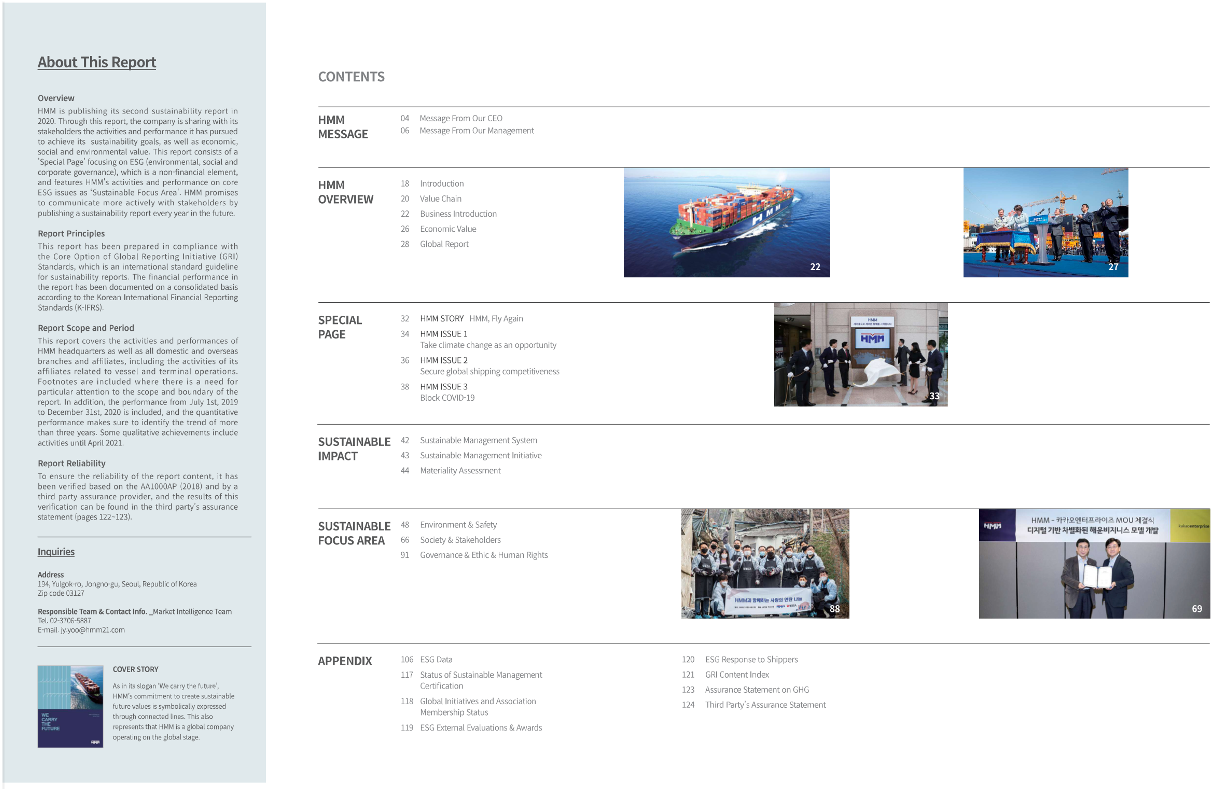 About This Report
Overview
HMM is publishing its second sustainability report in
2020. Through this report, the company is sharing with its
stakeholders the activities and performance it has pursued
to achieve its sustainability goals, as well as economic,
social and environmental value. This report consists of a
'Special Page' focusing on ESG (environmental, social and
corporate governance), which is a non-financial element,
and features HMM's activities and performance on core
ESG issues as 'Sustainable Focus Area'. HMM promises
to communicate more actively with stakeholders by
publishing a sustainability report every year in the future.
Report Principles
This report has been prepared in compliance with
the Core Option of Global Reporting Initiative (GRI)
Standards, which is an international standard guideline
for sustainability reports. The financial performance in
the report has been documented on a consolidated basis
according to the Korean International Financial Reporting
Standards (K-IFRS).
Report Scope and Period
This report covers the activities and performances of
HMM headquarters as well as all domestic and overseas
branches and affiliates, including the activities of its
affiliates related to vessel and terminal operations.
Footnotes are included where there is a need for
particular attention to the scope and boundary of the
report. In addition, the performance from July 1st, 2019
to December 31st, 2020 is included, and the quantitative
performance makes sure to identify the trend of more
than three years. Some qualitative achievements include
activities until April 2021.
Report Reliability
To ensure the reliability of the report content, it has
been verified based on the AA1000AP (2018) and by a
third party assurance provider, and the results of this
verification can be found in the third party's assurance
statement (pages 122~123).
Inquiries
Address
194, Yulgok-ro, Jongno-gu, Seoul, Republic of Korea
Zip code 03127
Responsible Team & Contact Info. _Market Intelligence Team
Tel. 02-3706-5887
E-mail. jy.yoo@hmm21.com
WE
CARRY
THE
FUTURE
HMM
COVER STORY
As in its slogan 'We carry the future',
HMM's commitment to create sustainable
future values is symbolically expressed
through connected lines. This also
represents that HMM is a global company
operating on the global stage.
CONTENTS
HMM
MESSAGE
04 Message From Our CEO
06 Message From Our Management
HMM
OVERVIEW
18 Introduction
20 Value Chain
22 Business Introduction
26 Economic Value
28 Global Report
HMM
22
27
SPECIAL
PAGE
32 HMM STORY HMM, Fly Again
34 HMM ISSUE 1
Take climate change as an opportunity
36 HMM ISSUE 2
Secure global shipping competitiveness
38 HMM ISSUE 3
Block COVID-19
HMM
HMM
33
SUSTAINABLE
IMPACT
42 Sustainable Management System
43 Sustainable Management Initiative
44 Materiality Assessment
SUSTAINABLE
FOCUS AREA
48 Environment & Safety
66 Society & Stakeholders
91 Governance & Ethic & Human Rights
HMM과 함께하는 사랑의 연탄 나눔
88
HMM
HMM - 카카오엔터프라이즈 MOU 체결식
디지털 기반 차별화된 해운비지니스 모델 개발
69
APPENDIX
106 ESG Data
117 Status of Sustainable Management
Certification
118 Global Initiatives and Association
Membership Status
119 ESG External Evaluations & Awards
120 ESG Response to Shippers
121 GRI Content Index
123 Assurance Statement on GHG
124 Third Party's Assurance Statement